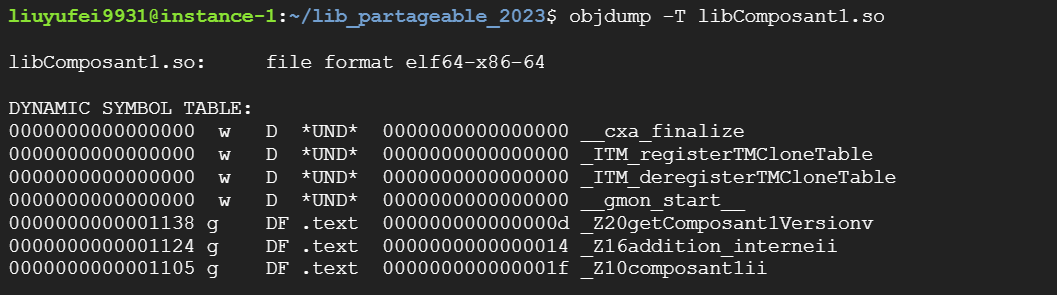 liuyufei9931@instance-1:~/lib_partageable_2023$ objdump -T libComposant1.so
libComposant1.so:     file format elf64-x86-64
DYNAMIC SYMBOL TABLE:
0000000000000000  w   D  *UND*  0000000000000000 __cxa_finalize
0000000000000000  w   D  *UND*  0000000000000000 _ITM_registerTMCloneTable
0000000000000000  w   D  *UND*  0000000000000000 _ITM_deregisterTMCloneTable
0000000000000000  w   D  *UND*  0000000000000000 __gmon_start__
0000000000001138 g    DF .text  000000000000000d _Z20getComposant1Versionv
0000000000001124 g    DF .text  0000000000000014 _Z16addition_interneii
0000000000001105 g    DF .text  000000000000001f _Z10composant1ii